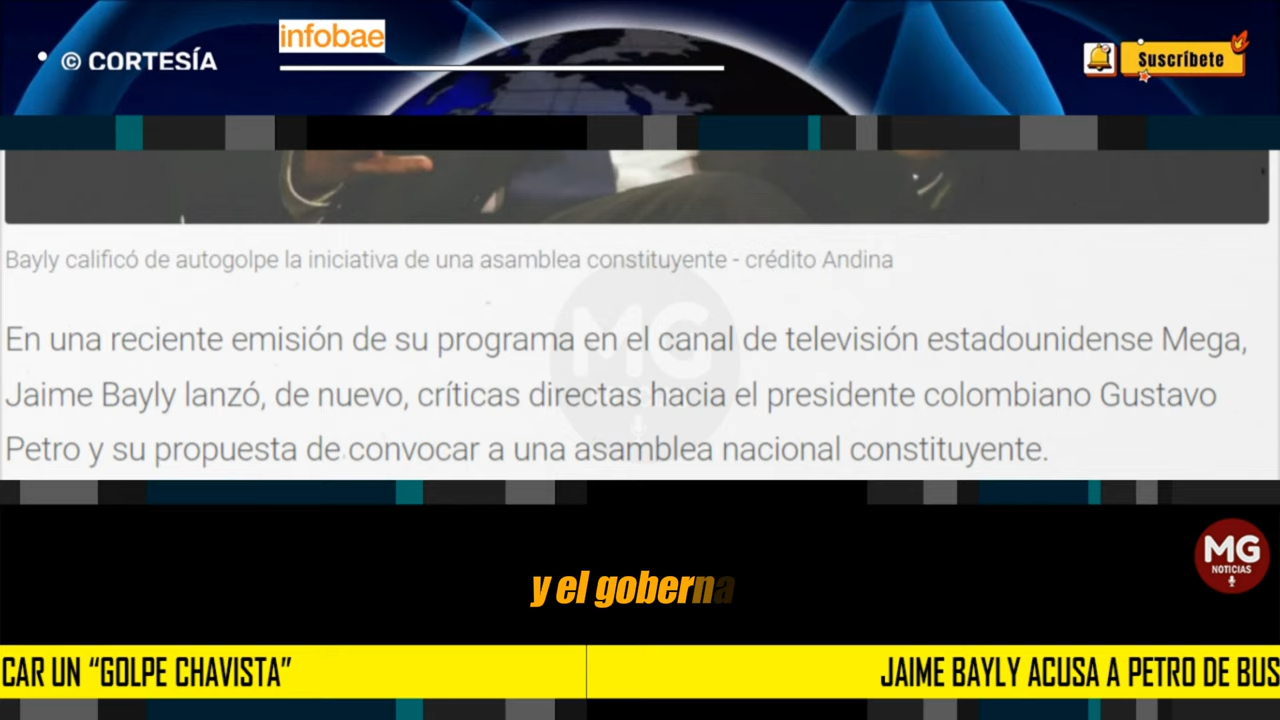 © CORTESÍA
infobae
Suscríbete
Bayly calificó de autogolpe la iniciativa de una asamblea constituyente - crédito Andina
En una reciente emisión de su programa en el canal de televisión estadounidense Mega,
Jaime Bayly lanzó, de nuevo, críticas directas hacia el presidente colombiano Gustavo
Petro y su propuesta de convocar a una asamblea nacional constituyente.
MG
MG
NOTICIAS
y el goberna
CAR UN “GOLPE CHAVISTA”
JAIME BAYLY ACUSA A PETRO DE BUS